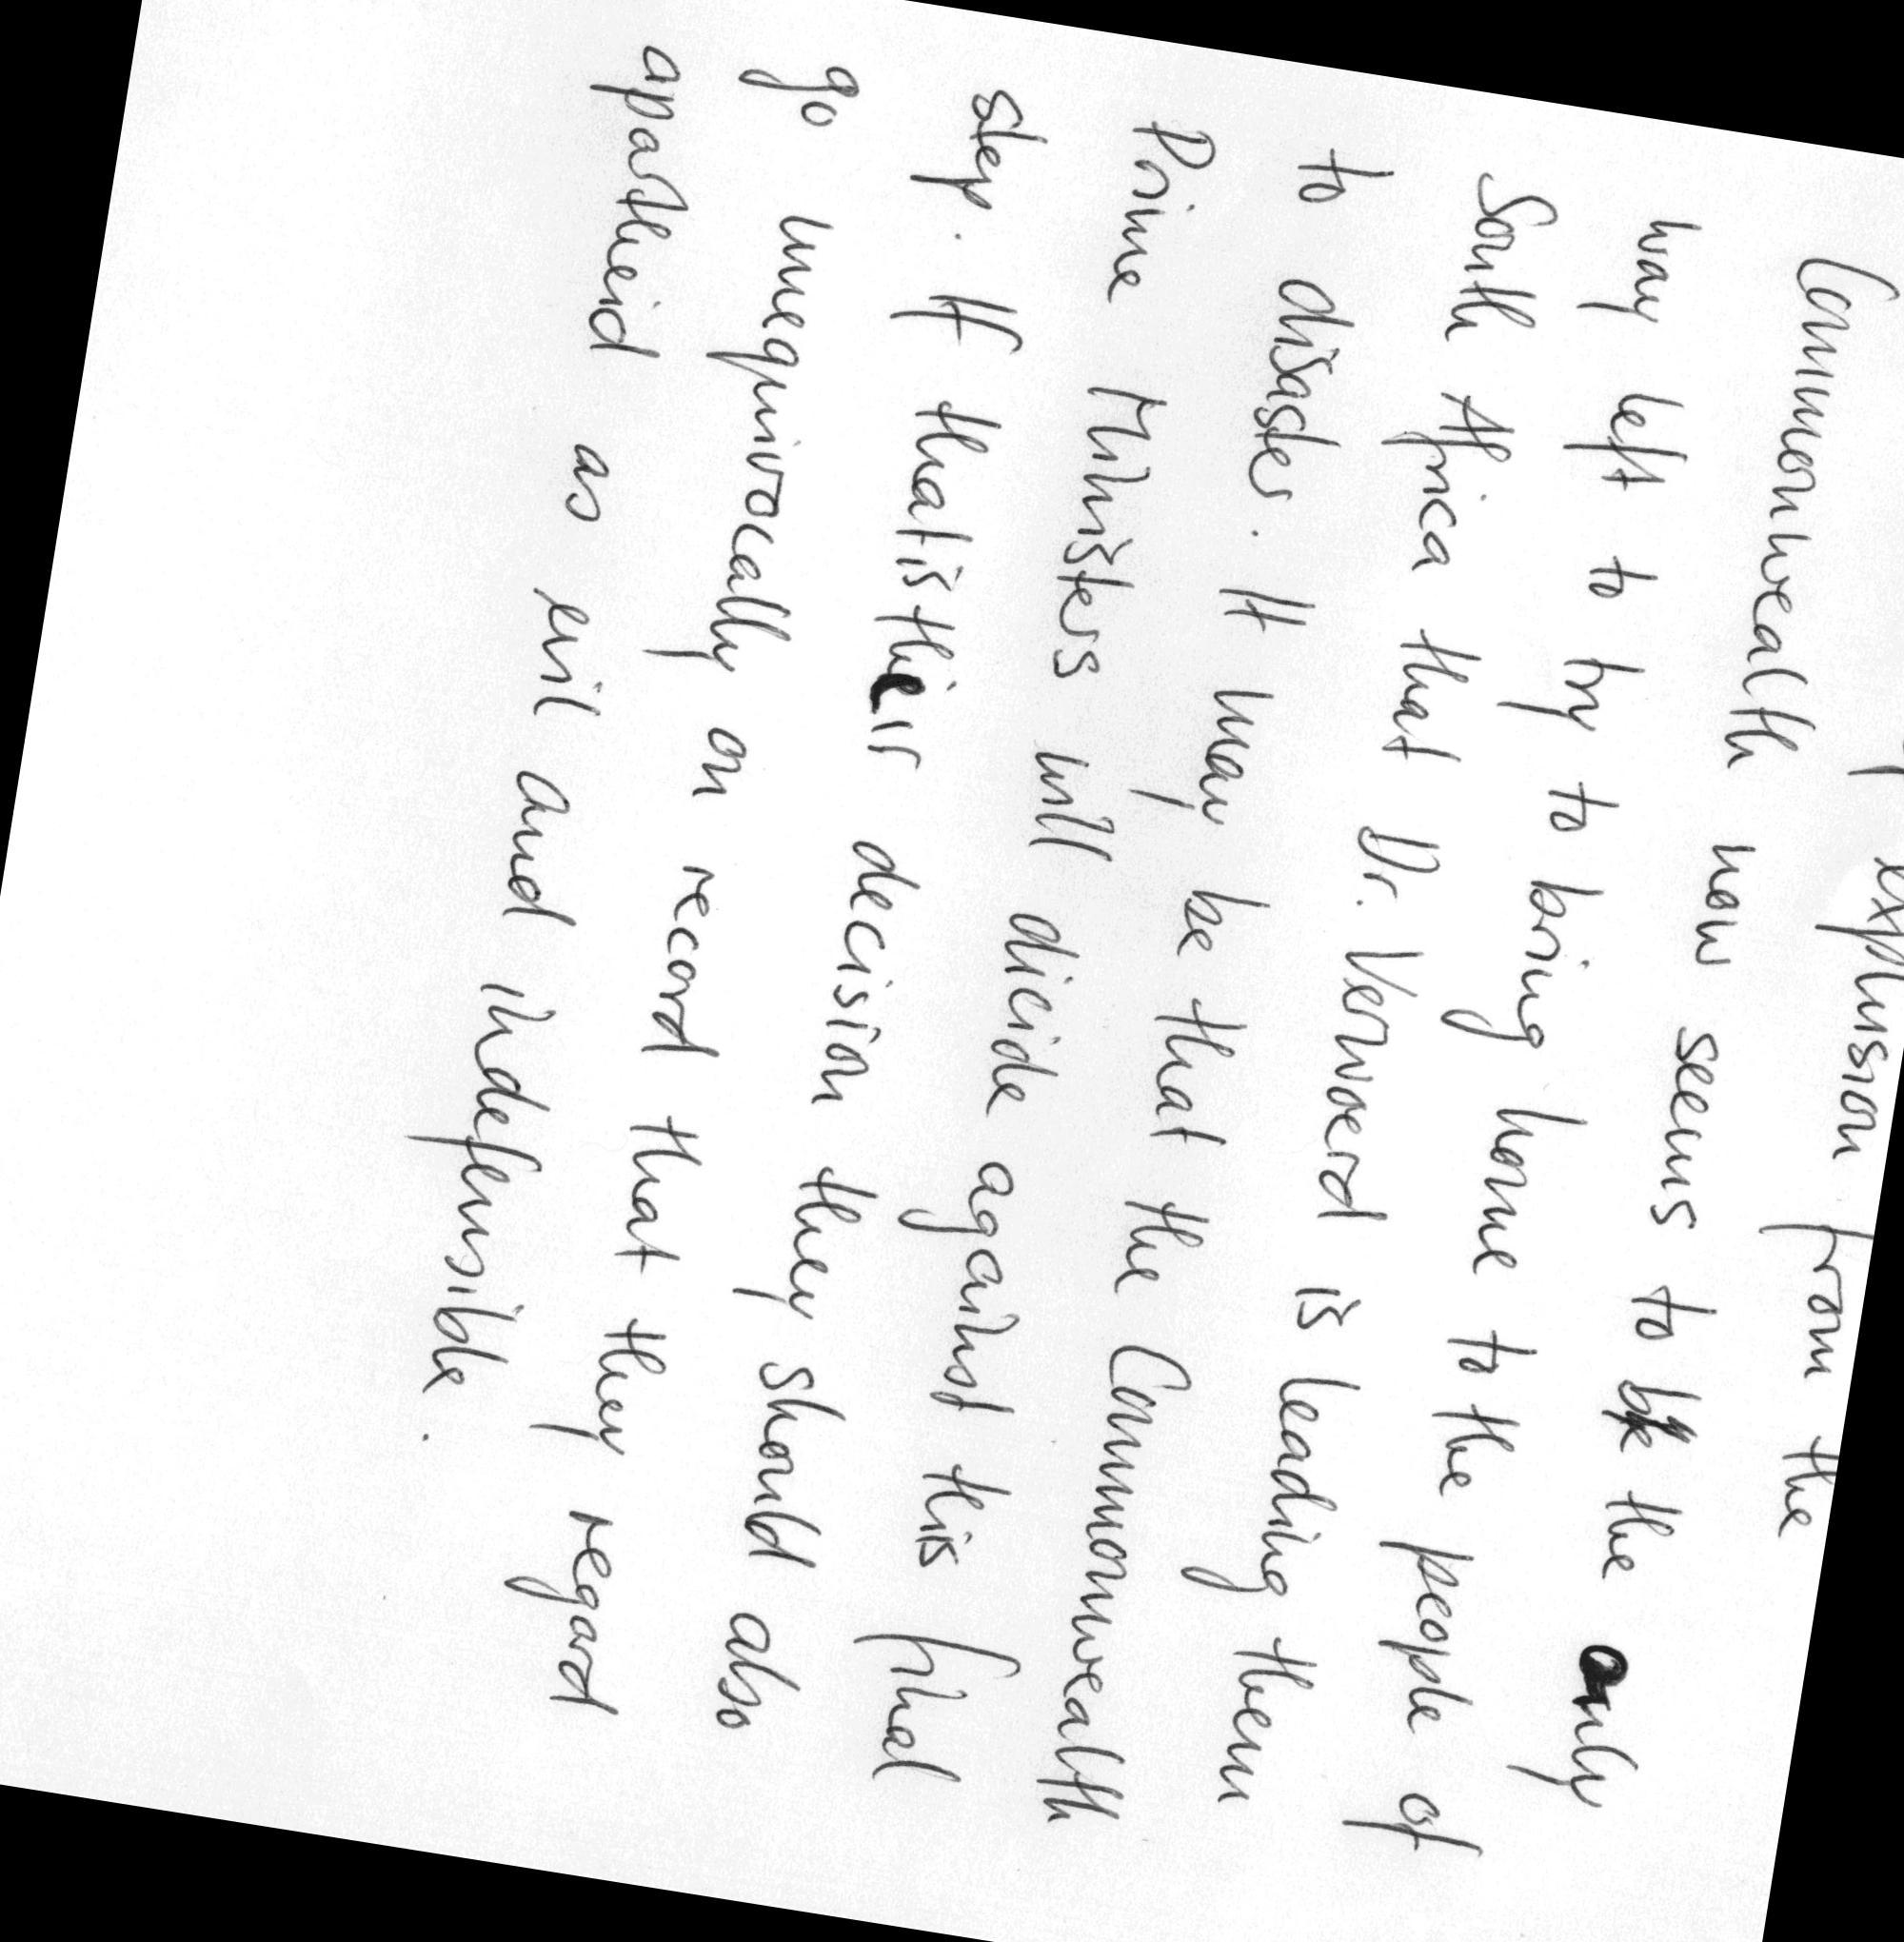 explusion from the
Commonwealth now seems to be the only
way left to try to bring home to the people of
South Africa that Dr. Verwoerd is leading them
to disaster. It may be that the Commonwealth
Prime Ministers will dicide against this final
step. If that is their decision they should also
go unequivocally on record that they regard
apartheid as evil and indefensible.